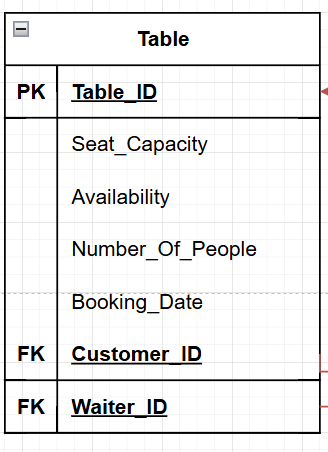 Table
PK Table_ID
Seat_Capacity
Availability
Number_Of_People
Booking_Date
FK Customer_ID
FK Waiter_ID